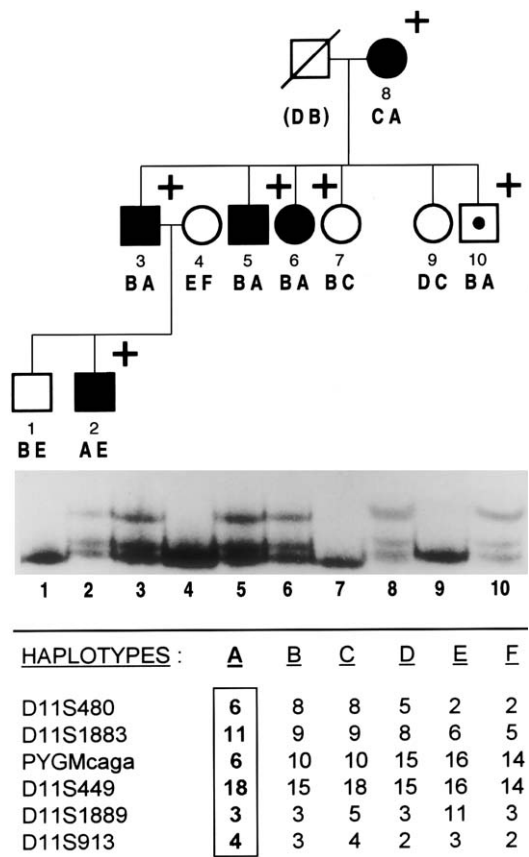 +
8
(DB) CA
+ + + +
3 4 5 6 7 9 10
BA EF BA BA BC DC BA
+
1 2
BE AE
1 2 3 4 5 6 7 8 9 10
HAPLOTYPES : A B C D E F
D11S480 6 8 8 5 2 2
D11S1883 11 9 9 8 6 5
PYGMcaga 6 10 10 15 16 14
D11S449 18 15 18 15 16 14
D11S1889 3 3 5 3 11 3
D11S913 4 3 4 2 3 2